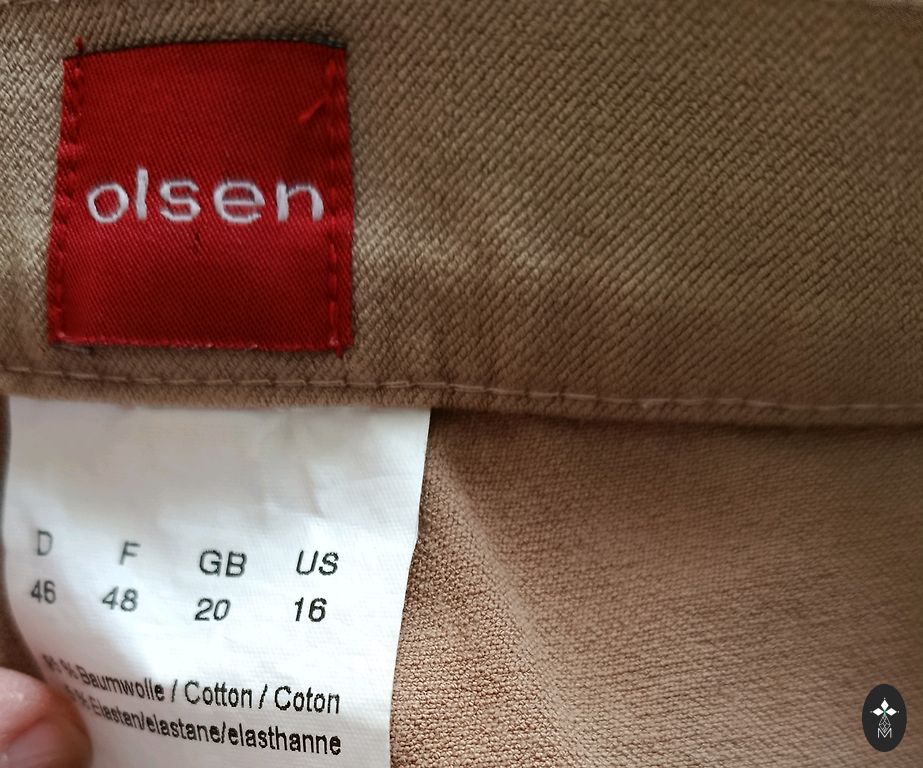 olsen
D F GB US
46 48 20 16
% Baumwolle / Cotton / Coton
% Elastan/elastane/elasthanne
M